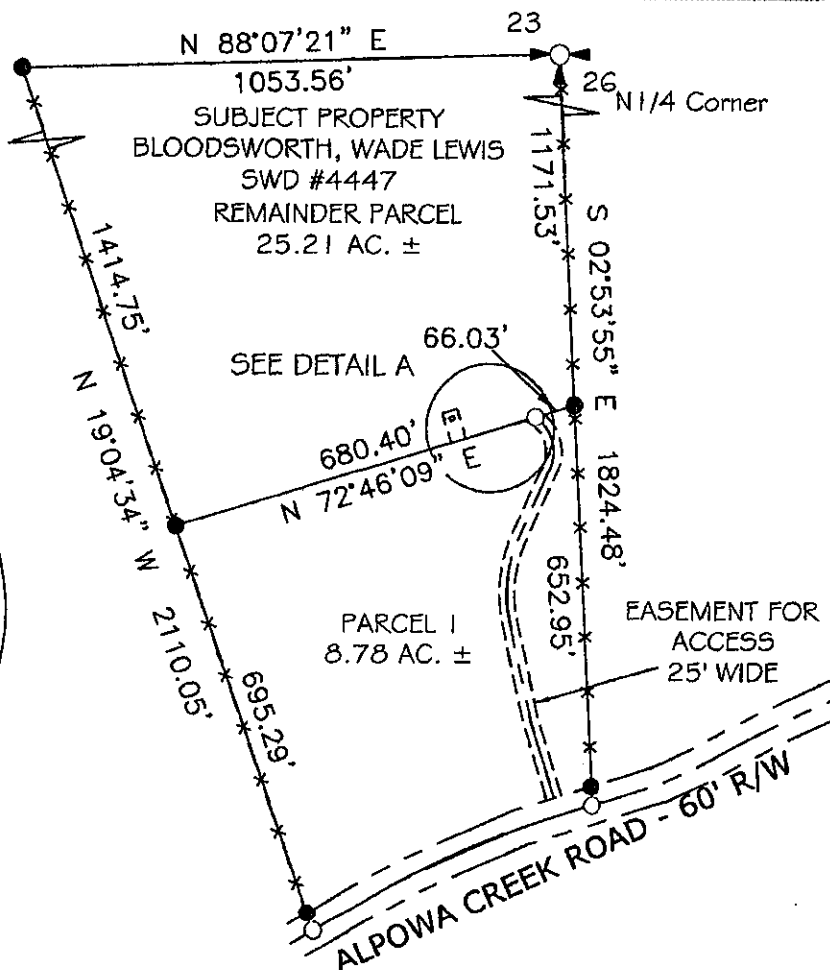 23
N 88°07'21" E
1053.56'
26
N1/4 Corner
SUBJECT PROPERTY
BLOODSWORTH, WADE LEWIS
SWD #4447
REMAINDER PARCEL
25.21 AC. ±
1171.53'
S 02°53'55" E
1414.75'
SEE DETAIL A
66.03'
N 19°04'34" W
680.40'
N 72°46'09" E
1824.48'
652.95'
2110.05'
695.29'
PARCEL 1
8.78 AC. ±
EASEMENT FOR
ACCESS
25' WIDE
ALPOWA CREEK ROAD - 60' R/W